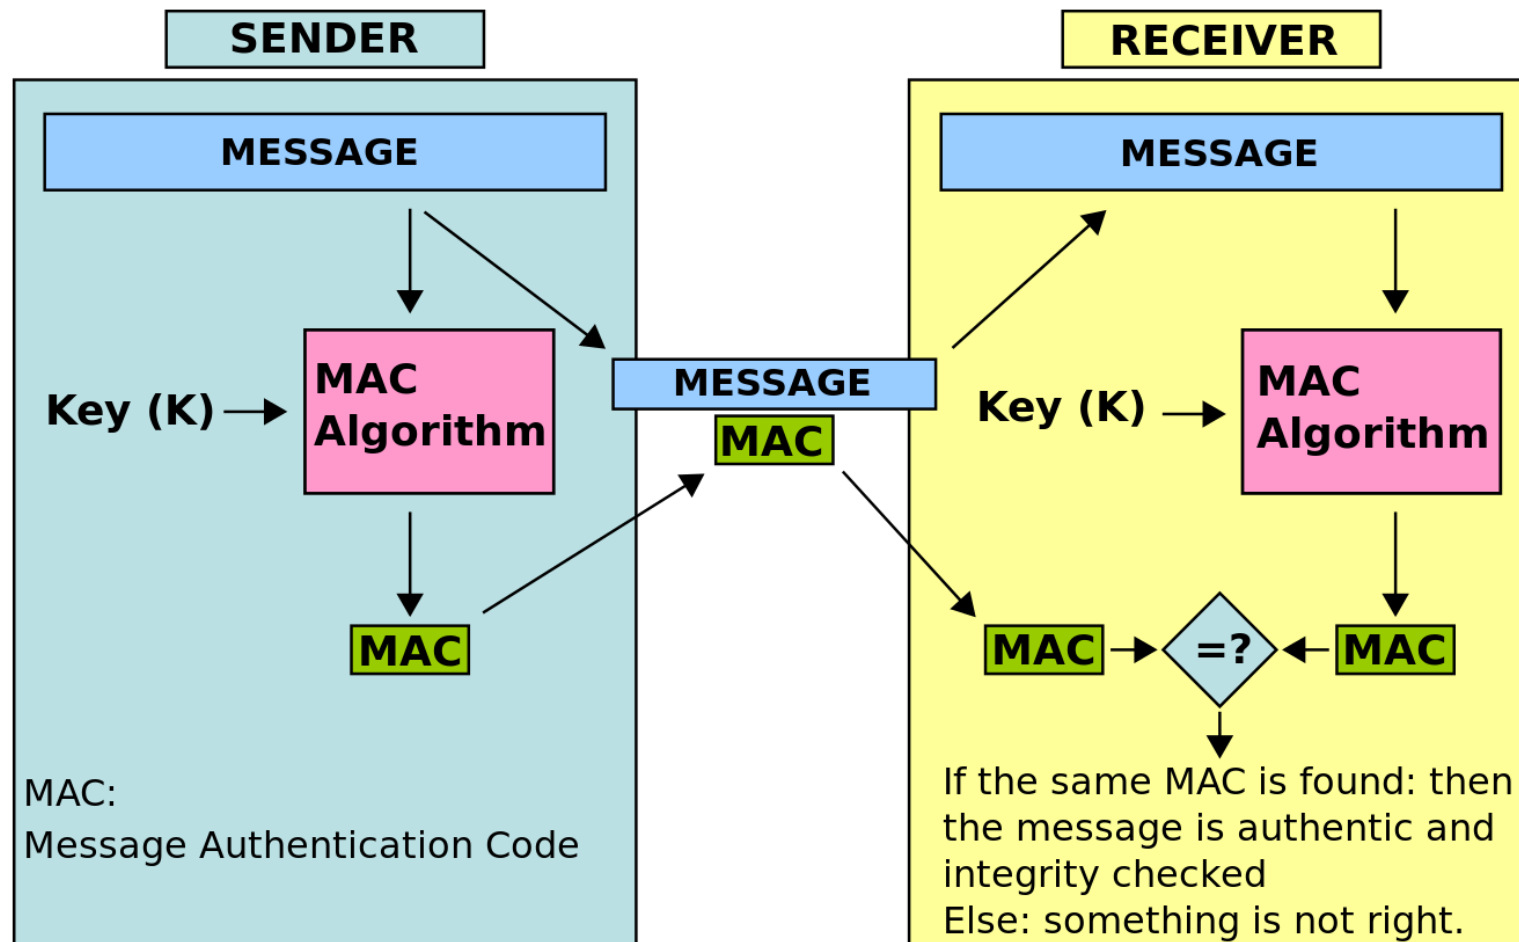 SENDER
MESSAGE
Key (K)
MAC
Algorithm
MAC
MAC:
Message Authentication Code
MESSAGE
MAC
RECEIVER
MESSAGE
Key (K)
MAC
Algorithm
MAC
=?
MAC
If the same MAC is found: then
the message is authentic and
integrity checked
Else: something is not right.